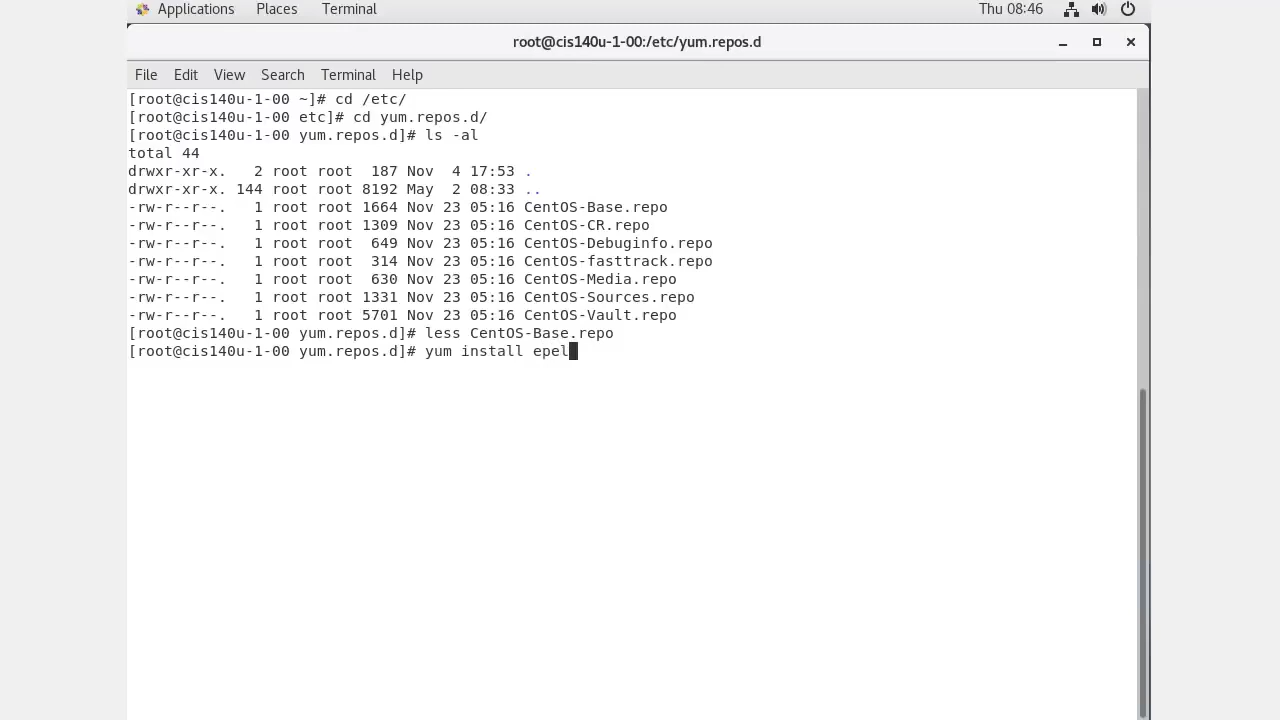 Applications Places Terminal Thu 08:46
root@cis140u-1-00:/etc/yum.repos.d
File Edit View Search Terminal Help
[root@cis140u-1-00 ~]# cd /etc/
[root@cis140u-1-00 etc]# cd yum.repos.d/
[root@cis140u-1-00 yum.repos.d]# ls -al
total 44
drwxr-xr-x.   2 root root  187 Nov  4 17:53 .
drwxr-xr-x. 144 root root 8192 May  2 08:33 ..
-rw-r--r--.   1 root root 1664 Nov 23 05:16 CentOS-Base.repo
-rw-r--r--.   1 root root 1309 Nov 23 05:16 CentOS-CR.repo
-rw-r--r--.   1 root root  649 Nov 23 05:16 CentOS-Debuginfo.repo
-rw-r--r--.   1 root root  314 Nov 23 05:16 CentOS-fasttrack.repo
-rw-r--r--.   1 root root  630 Nov 23 05:16 CentOS-Media.repo
-rw-r--r--.   1 root root 1331 Nov 23 05:16 CentOS-Sources.repo
-rw-r--r--.   1 root root 5701 Nov 23 05:16 CentOS-Vault.repo
[root@cis140u-1-00 yum.repos.d]# less CentOS-Base.repo
[root@cis140u-1-00 yum.repos.d]# yum install epel